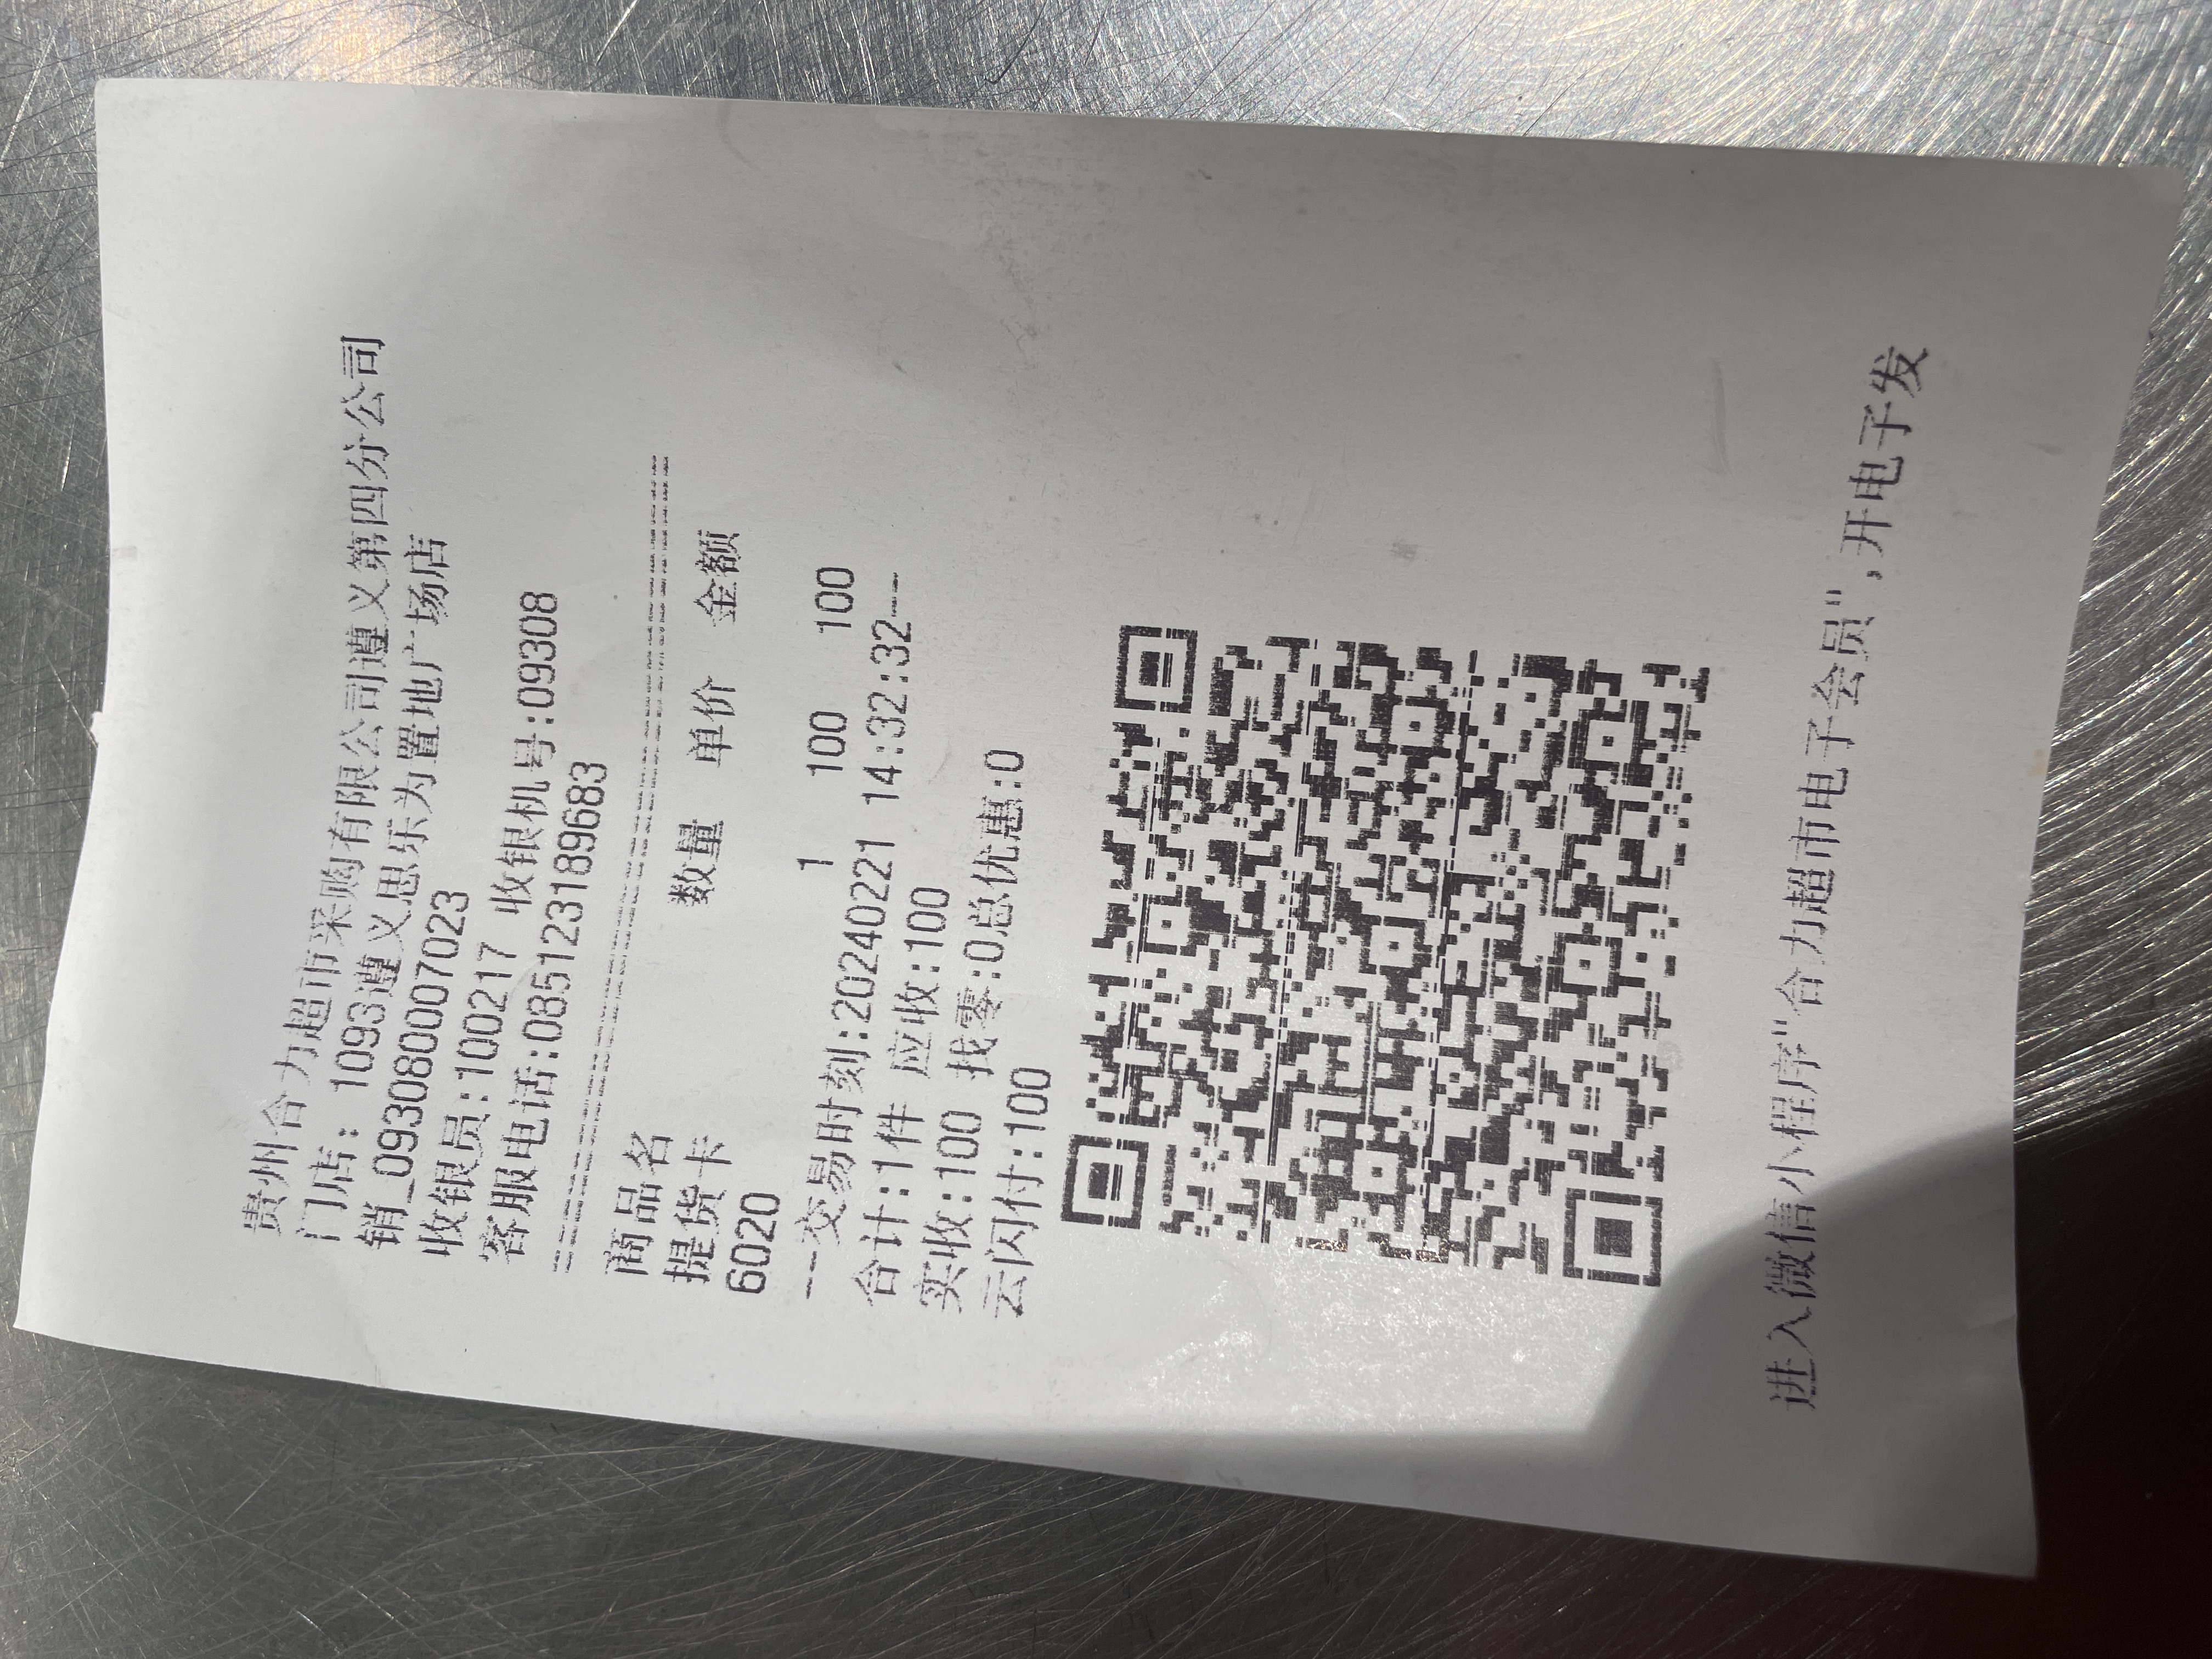 贵州合力超市采购有限公司遵义第四分公司
门店: 1093遵义思乐为置地广场店
销_09308000​7023
收银员:100217 收银机号:09308
客服电话:085123189683
商品名 数量 单价 金额
提货卡
6020 1 100 100
--交易时刻:20240221 14:32:32--
合计:1件 应收:100
实收:100 找零:0总优惠:0
云闪付:100
进入微信小程序"合力超市电子会员",开电子发